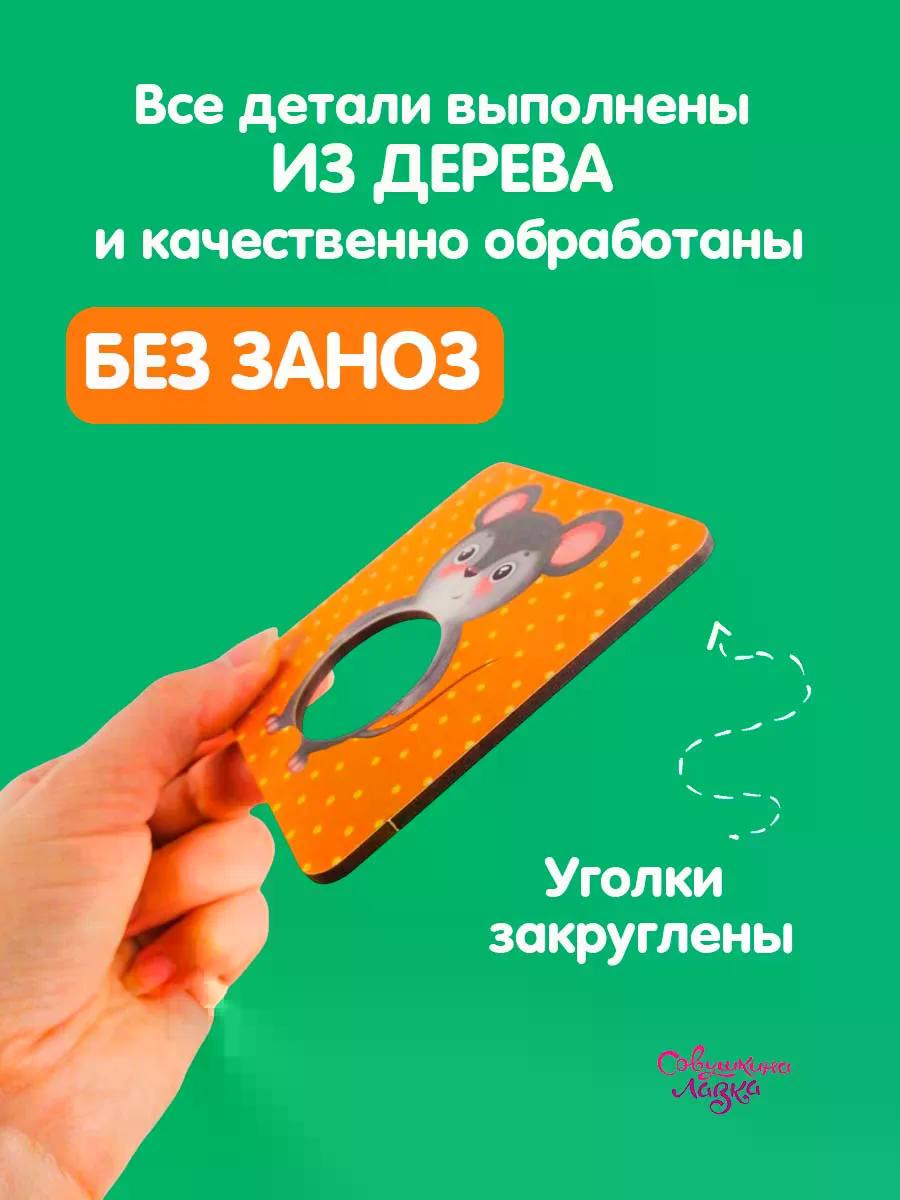 Все детали выполнены
ИЗ ДЕРЕВА
и качественно обработаны
БЕЗ ЗАНОЗ
Уголки
закруглены
Совушкина
Лавка